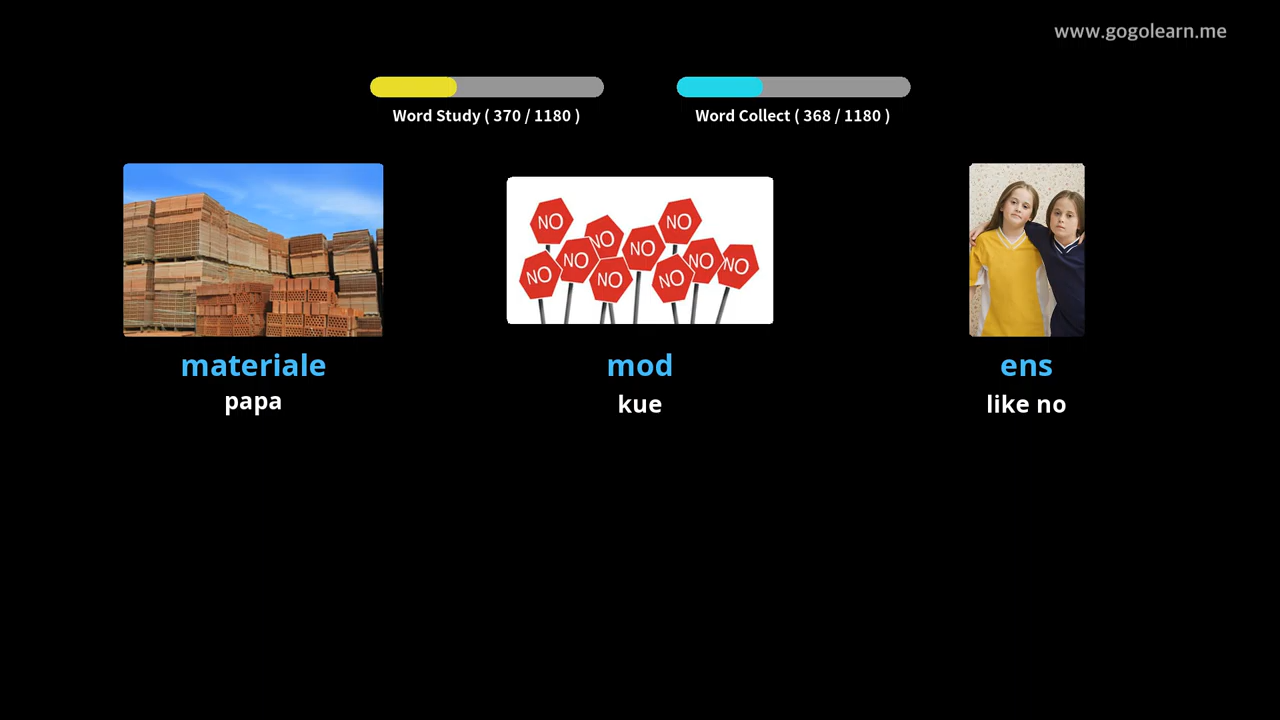 www.gogolearn.me
Word Study ( 370 / 1180 )
Word Collect ( 368 / 1180 )
NO
NO
NO
NO
NO
NO
NO
NO
NO
NO
materiale
mod
ens
papa
kue
like no